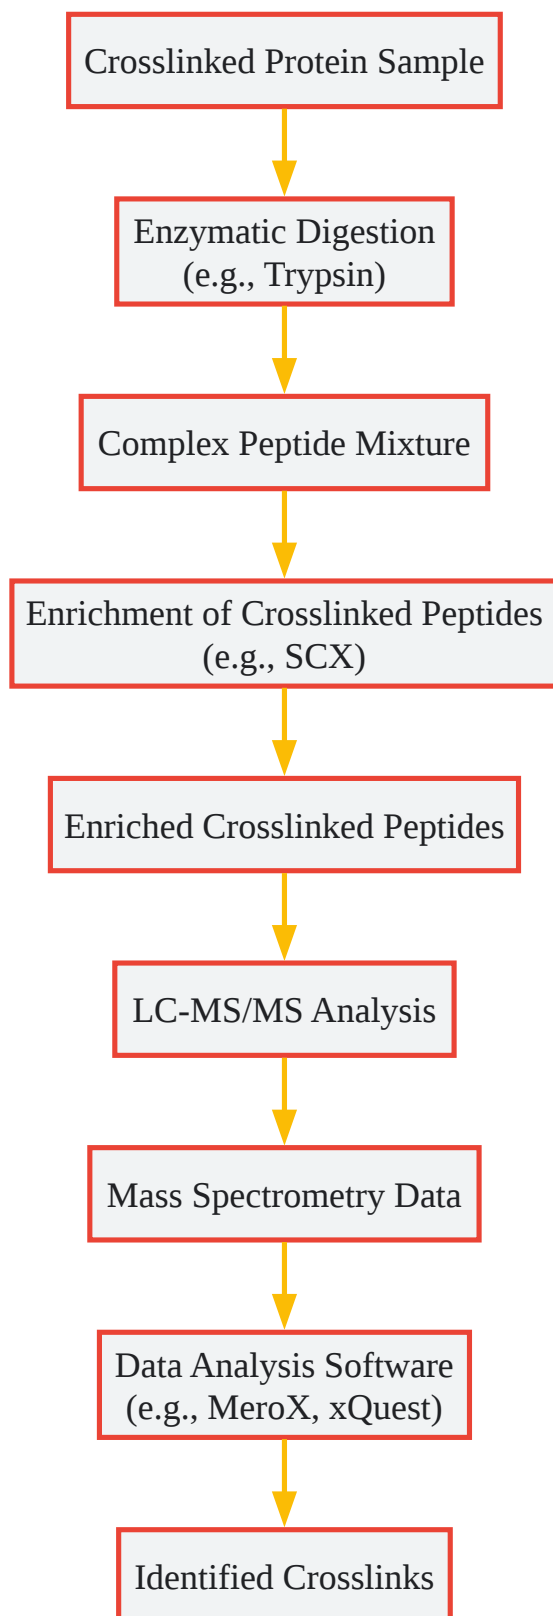 Crosslinked Protein Sample
Enzymatic Digestion
(e.g., Trypsin)
Complex Peptide Mixture
Enrichment of Crosslinked Peptides
(e.g., SCX)
Enriched Crosslinked Peptides
LC-MS/MS Analysis
Mass Spectrometry Data
Data Analysis Software
(e.g., MeroX, xQuest)
Identified Crosslinks